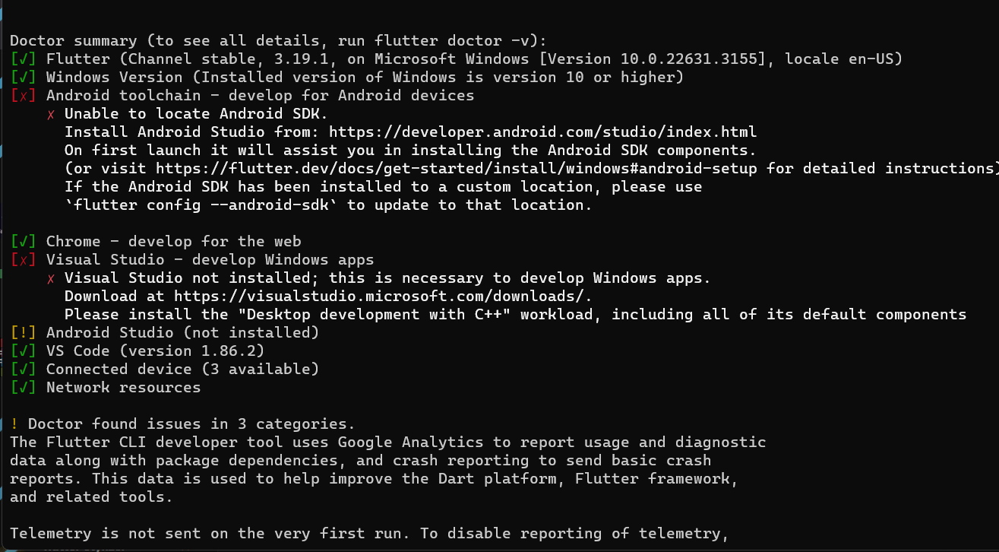 Doctor summary (to see all details, run flutter doctor -v):
[√] Flutter (Channel stable, 3.19.1, on Microsoft Windows [Version 10.0.22631.3155], locale en-US)
[√] Windows Version (Installed version of Windows is version 10 or higher)
[✗] Android toolchain - develop for Android devices
    ✗ Unable to locate Android SDK.
      Install Android Studio from: https://developer.android.com/studio/index.html
      On first launch it will assist you in installing the Android SDK components.
      (or visit https://flutter.dev/docs/get-started/install/windows#android-setup for detailed instructions)
      If the Android SDK has been installed to a custom location, please use
      `flutter config --android-sdk` to update to that location.

[√] Chrome - develop for the web
[✗] Visual Studio - develop Windows apps
    ✗ Visual Studio not installed; this is necessary to develop Windows apps.
      Download at https://visualstudio.microsoft.com/downloads/.
      Please install the "Desktop development with C++" workload, including all of its default components
[!] Android Studio (not installed)
[√] VS Code (version 1.86.2)
[√] Connected device (3 available)
[√] Network resources

! Doctor found issues in 3 categories.
The Flutter CLI developer tool uses Google Analytics to report usage and diagnostic
data along with package dependencies, and crash reporting to send basic crash
reports. This data is used to help improve the Dart platform, Flutter framework,
and related tools.

Telemetry is not sent on the very first run. To disable reporting of telemetry,